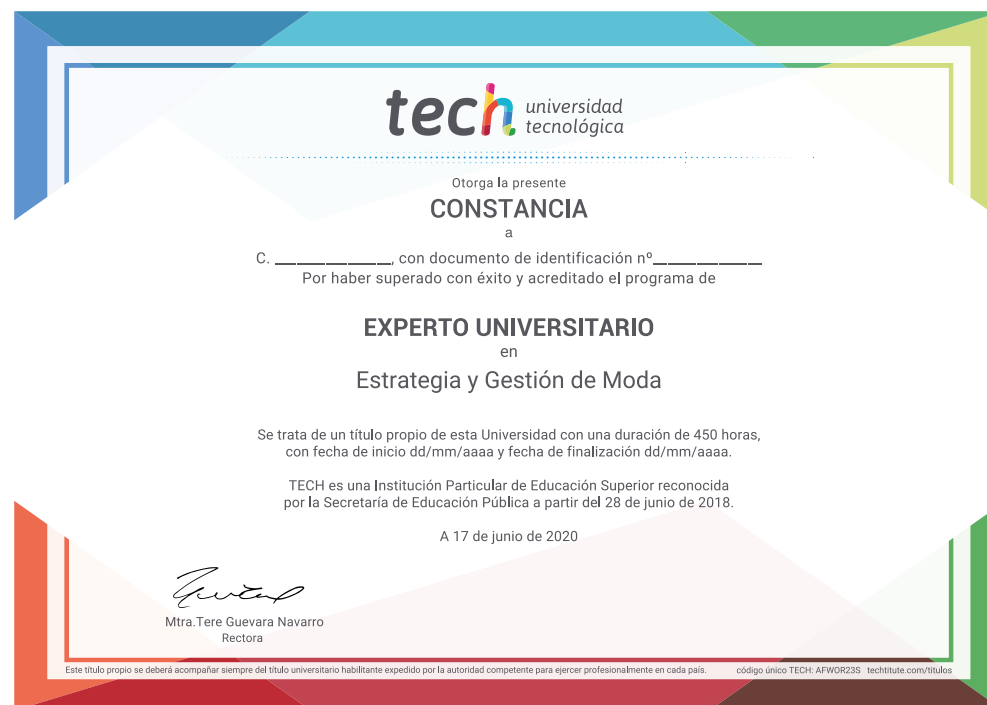 tech universidad
tecnológica
Otorga la presente
CONSTANCIA
a
C. ____________, con documento de identificación nº____________
Por haber superado con éxito y acreditado el programa de
EXPERTO UNIVERSITARIO
en
Estrategia y Gestión de Moda
Se trata de un título propio de esta Universidad con una duración de 450 horas,
con fecha de inicio dd/mm/aaaa y fecha de finalización dd/mm/aaaa.
TECH es una Institución Particular de Educación Superior reconocida
por la Secretaría de Educación Pública a partir del 28 de junio de 2018.
A 17 de junio de 2020
Mtra.Tere Guevara Navarro
Rectora
Este título propio se deberá acompañar siempre del título universitario habilitante expedido por la autoridad competente para ejercer profesionalmente en cada país. código único TECH: AFWOR23S techtitute.com/titulos